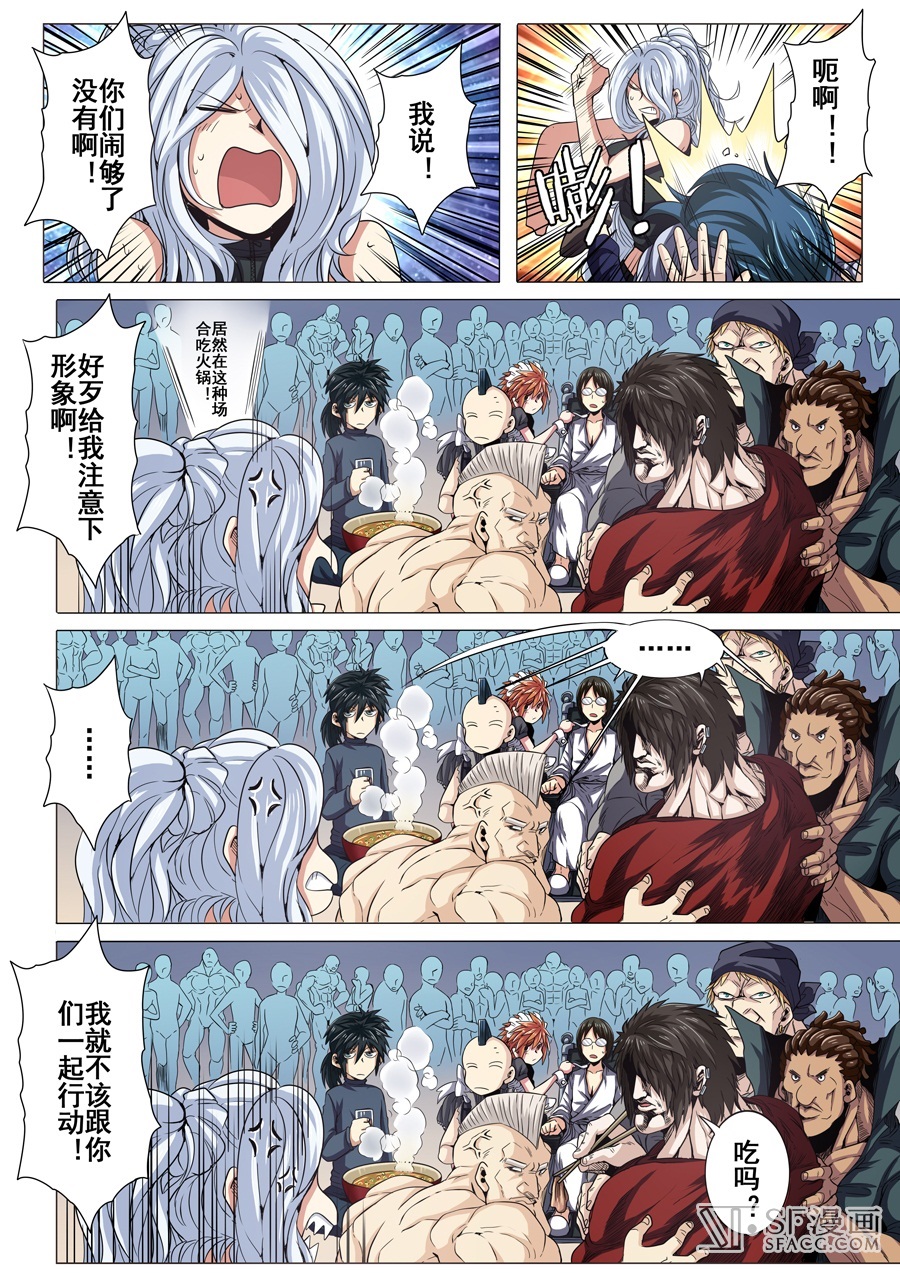 呃啊！！
嘭！
我说！
你们闹够了
没有啊！
居然在这种场
合吃火锅！
好歹给我注意下
形象啊！
……
……
吃吗？
我就不该跟你
们一起行动！
SF漫画
SFACG.COM